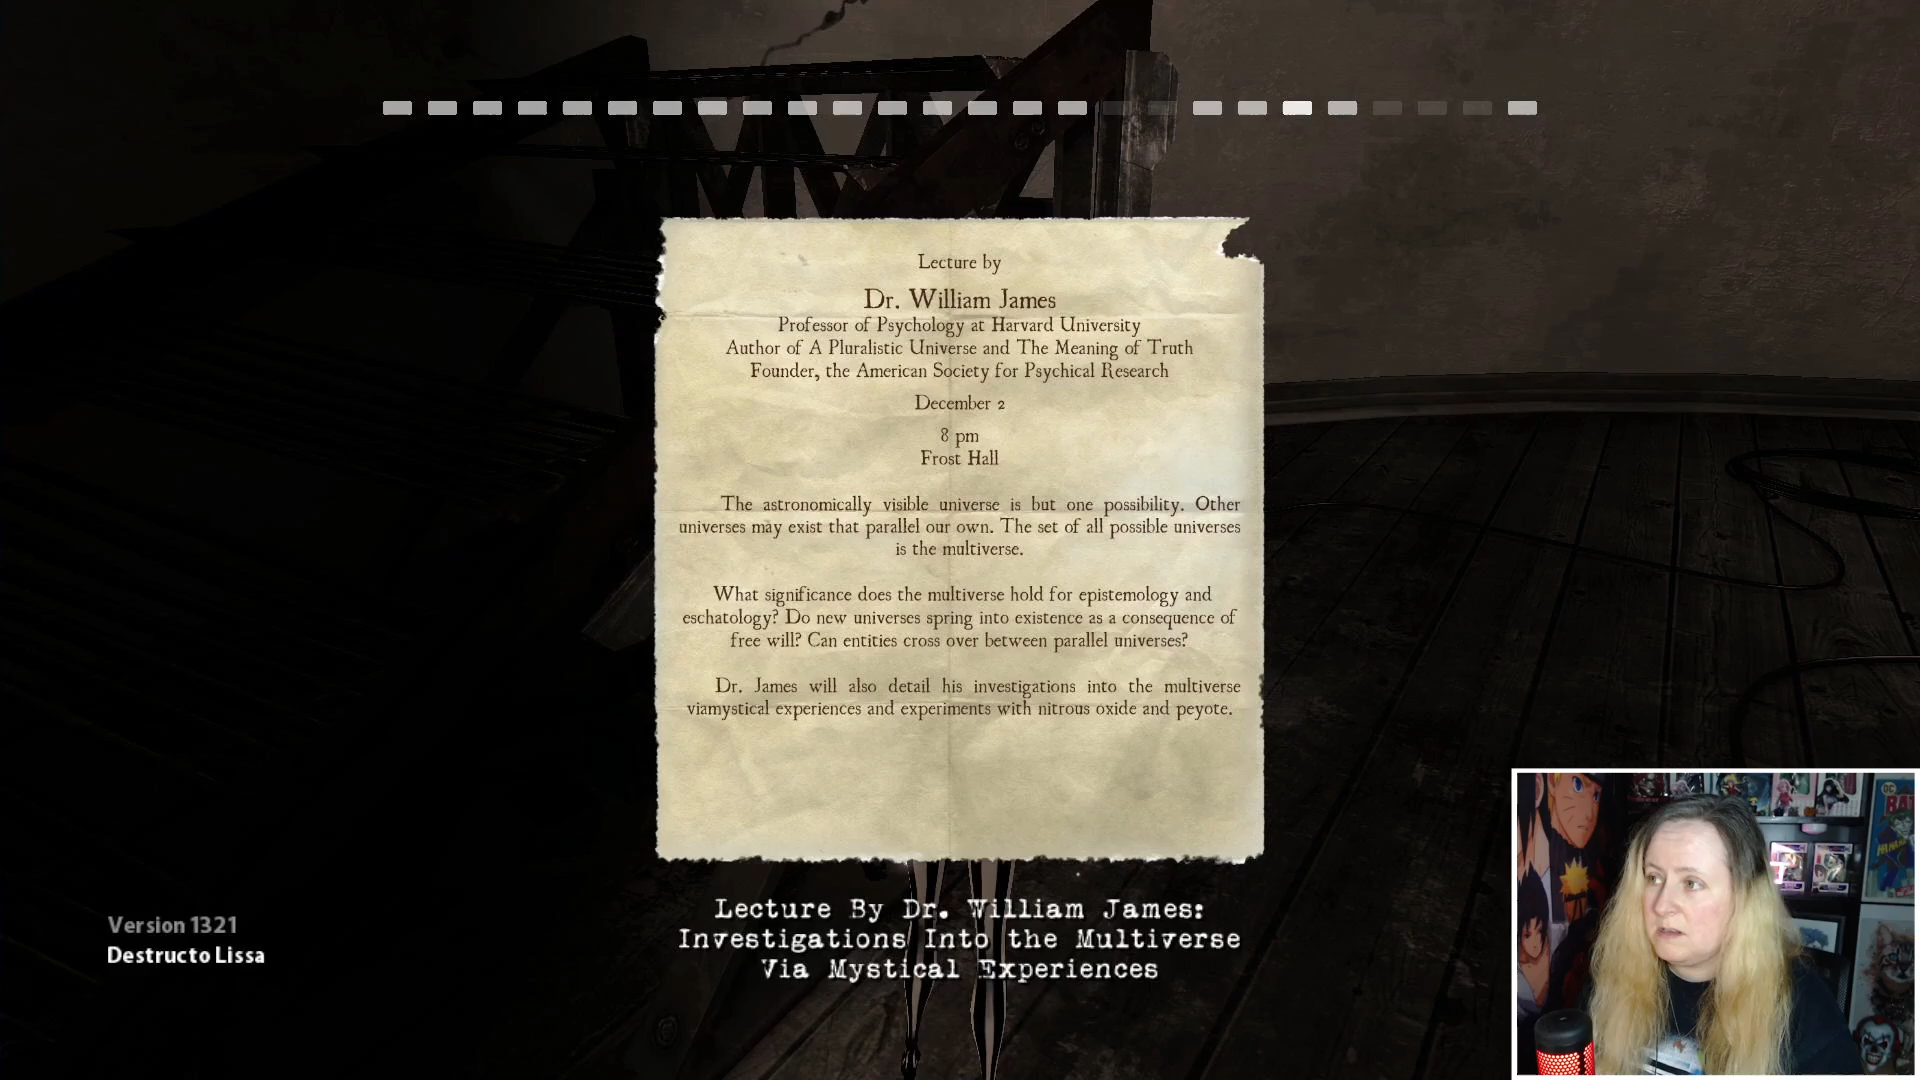 Lecture by
Dr. William James
Professor of Psychology at Harvard University
Author of A Pluralistic Universe and The Meaning of Truth
Founder, the American Society for Psychical Research
December 2
8 pm
Frost Hall
The astronomically visible universe is but one possibility. Other
universes may exist that parallel our own. The set of all possible universes
is the multiverse.
What significance does the multiverse hold for epistemology and
eschatology? Do new universes spring into existence as a consequence of
free will? Can entities cross over between parallel universes?
Dr. James will also detail his investigations into the multiverse
viamystical experiences and experiments with nitrous oxide and peyote.
Lecture By Dr. William James:
Investigations Into the Multiverse
Via Mystical Experiences
Version 1321
Destructo Lissa